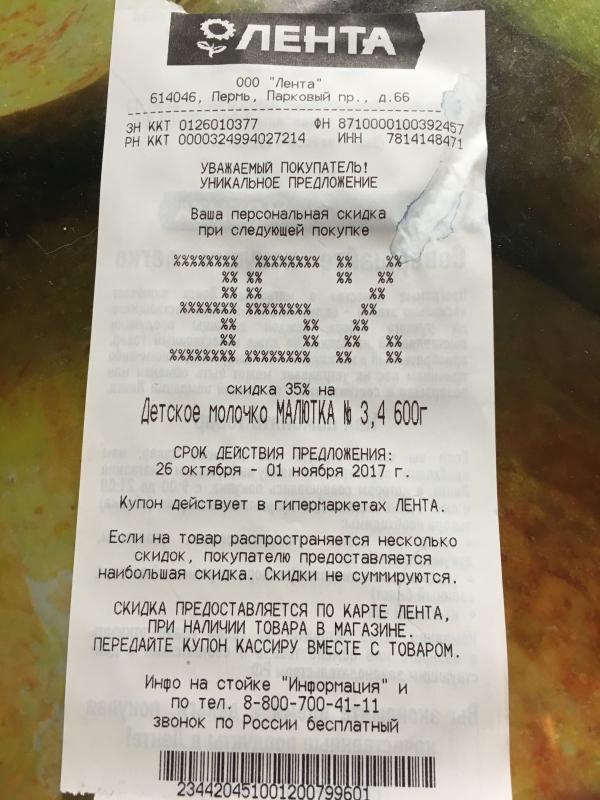 ЛЕНТА
ООО "Лента"
614046, Пермь, Парковый пр., д.66
ЗН ККТ 0126010377 ФН 8710000100392457
РН ККТ 0000324994027214 ИНН 7814148471
УВАЖАЕМЫЙ ПОКУПАТЕЛЬ!
УНИКАЛЬНОЕ ПРЕДЛОЖЕНИЕ
Ваша персональная скидка
при следующей покупке
35%
скидка 35% на
Детское молочко МАЛЮТКА № 3,4 600г
СРОК ДЕЙСТВИЯ ПРЕДЛОЖЕНИЯ:
26 октября - 01 ноября 2017 г.
Купон действует в гипермаркетах ЛЕНТА.
Если на товар распространяется несколько
скидок, покупателю предоставляется
наибольшая скидка. Скидки не суммируются.
СКИДКА ПРЕДОСТАВЛЯЕТСЯ ПО КАРТЕ ЛЕНТА,
ПРИ НАЛИЧИИ ТОВАРА В МАГАЗИНЕ.
ПЕРЕДАЙТЕ КУПОН КАССИРУ ВМЕСТЕ С ТОВАРОМ.
Инфо на стойке "Информация" и
по тел. 8-800-700-41-11
звонок по России бесплатный
234420451001200799601